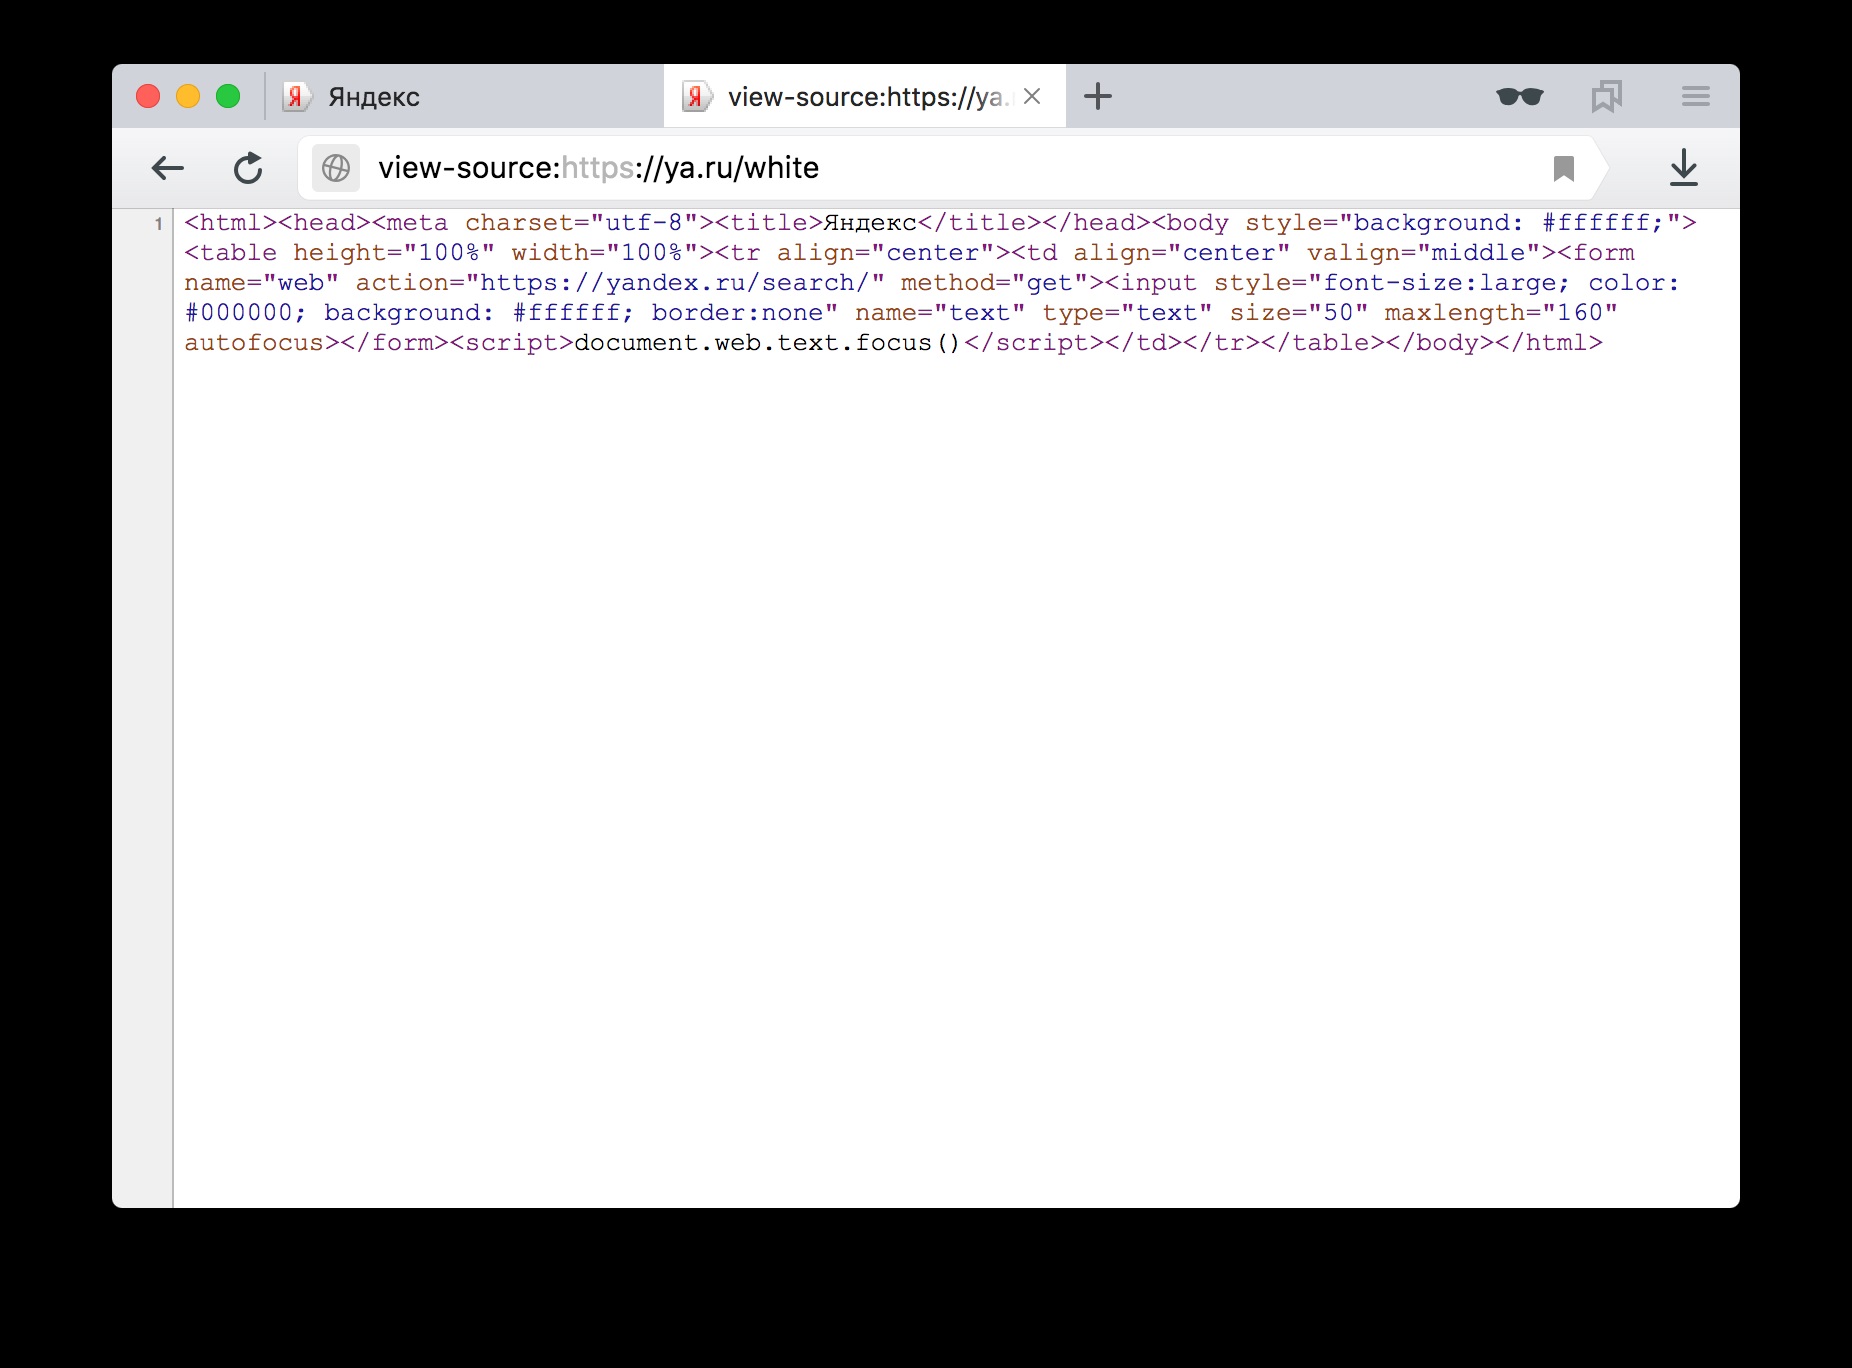 Я Яндекс
Я view-source:https://ya.
view-source:https://ya.ru/white
1
<html><head><meta charset="utf-8"><title>Яндекс</title></head><body style="background: #ffffff;">
<table height="100%" width="100%"><tr align="center"><td align="center" valign="middle"><form
name="web" action="https://yandex.ru/search/" method="get"><input style="font-size:large; color:
#000000; background: #ffffff; border:none" name="text" type="text" size="50" maxlength="160"
autofocus></form><script>document.web.text.focus()</script></td></tr></table></body></html>